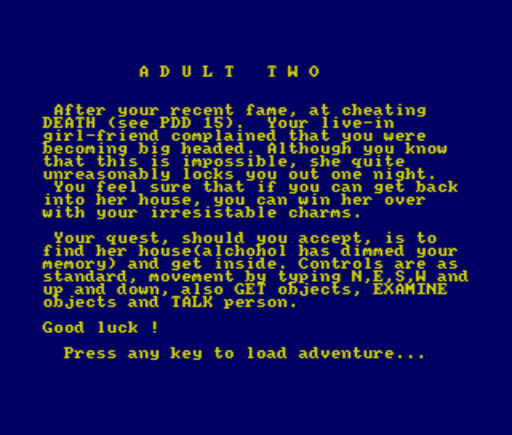 A D U L T   T W O
After your recent fame, at cheating
DEATH (see PDD 15).  Your live-in
girl-friend complained that you were
becoming big headed. Although you know
that this is impossible, she quite
unreasonably locks you out one night.
You feel sure that if you can get back
into her house, you can win her over
with your irresistable charms.
Your quest, should you accept, is to
find her house(alchohol has dimmed your
memory) and get inside. Controls are as
standard, movement by typing N,E,S,W and
up and down, also GET objects, EXAMINE
objects and TALK person.
Good luck !
Press any key to load adventure...